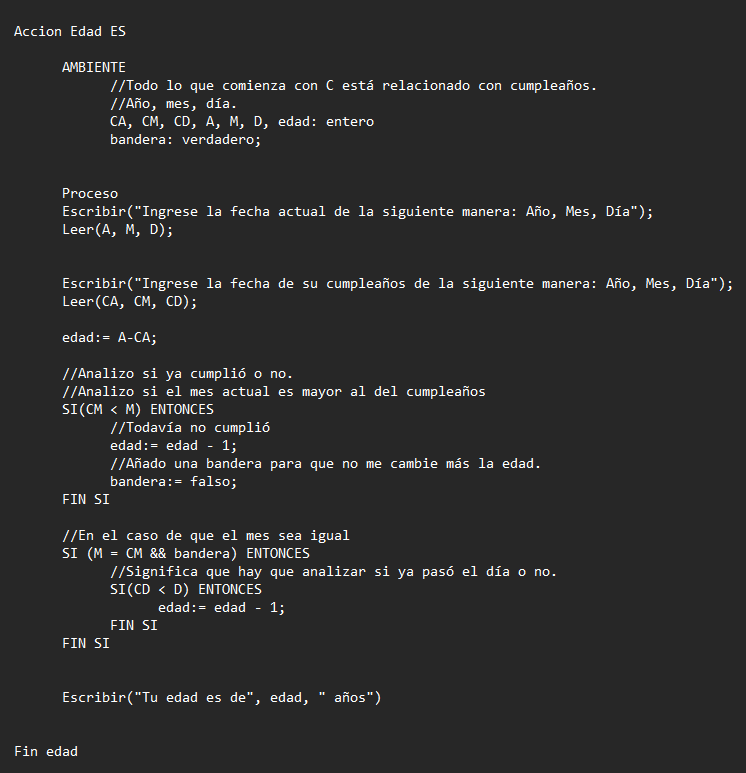 Accion Edad ES
AMBIENTE
//Todo lo que comienza con C está relacionado con cumpleaños.
//Año, mes, día.
CA, CM, CD, A, M, D, edad: entero
bandera: verdadero;
Proceso
Escribir("Ingrese la fecha actual de la siguiente manera: Año, Mes, Día");
Leer(A, M, D);
Escribir("Ingrese la fecha de su cumpleaños de la siguiente manera: Año, Mes, Día");
Leer(CA, CM, CD);
edad:= A-CA;
//Analizo si ya cumplió o no.
//Analizo si el mes actual es mayor al del cumpleaños
SI(CM < M) ENTONCES
//Todavía no cumplió
edad:= edad - 1;
//Añado una bandera para que no me cambie más la edad.
bandera:= falso;
FIN SI
//En el caso de que el mes sea igual
SI (M = CM && bandera) ENTONCES
//Significa que hay que analizar si ya pasó el día o no.
SI(CD < D) ENTONCES
edad:= edad - 1;
FIN SI
FIN SI
Escribir("Tu edad es de", edad, " años")
Fin edad